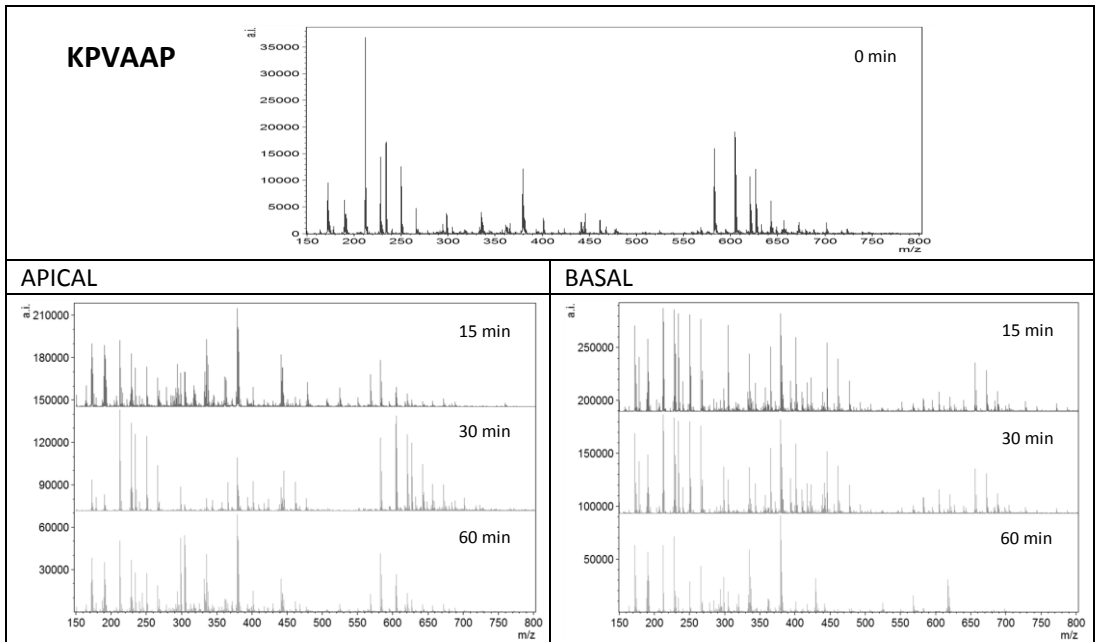 KPVAAP
a.i.
0 min
35000
30000
25000
20000
15000
10000
5000
0
150 200 250 300 350 400 450 500 550 600 650 700 750 800
m/z
APICAL
a.i.
210000
15 min
180000
150000
30 min
120000
90000
60 min
60000
30000
150 200 250 300 350 400 450 500 550 600 650 700 750 800
m/z
BASAL
a.i.
15 min
250000
200000
30 min
150000
100000
60 min
50000
150 200 250 300 350 400 450 500 550 600 650 700 750 800
m/z